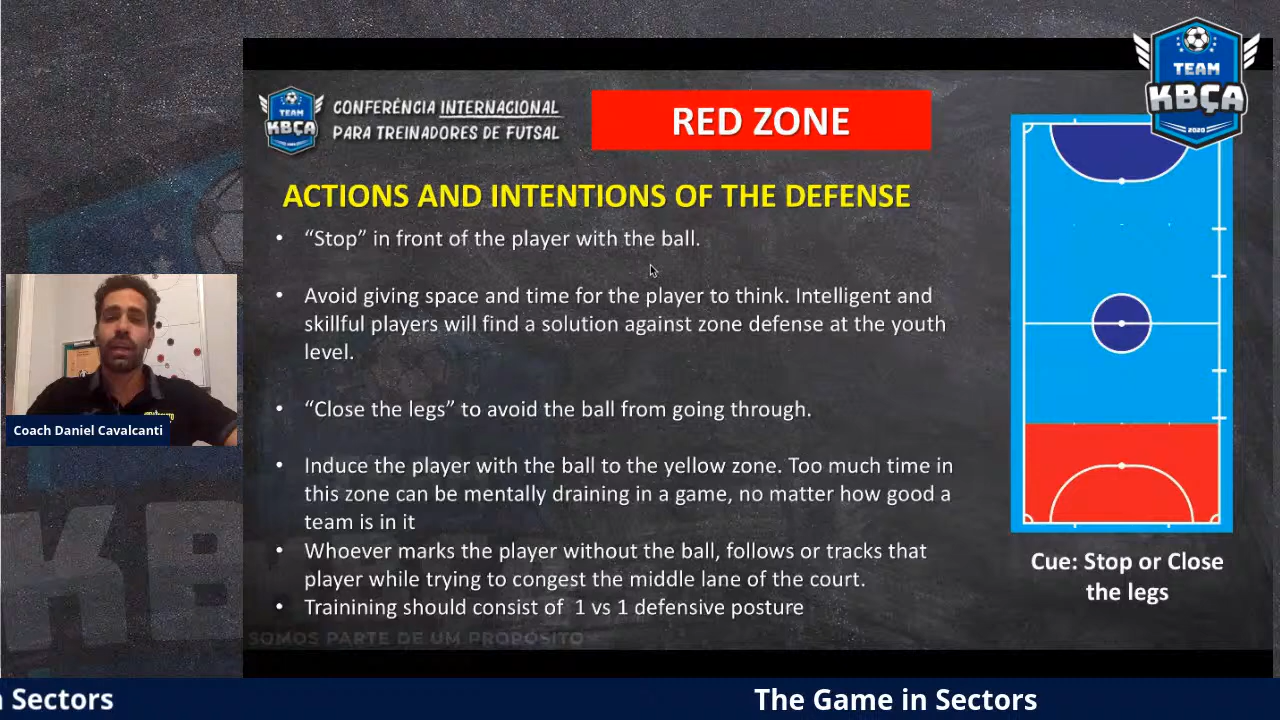 TEAM
KBÇA
2020
TEAM
KBÇA
CONFERÊNCIA INTERNACIONAL
PARA TREINADORES DE FUTSAL
RED ZONE
ACTIONS AND INTENTIONS OF THE DEFENSE
• “Stop” in front of the player with the ball.
• Avoid giving space and time for the player to think. Intelligent and
skillful players will find a solution against zone defense at the youth
level.
• “Close the legs” to avoid the ball from going through.
• Induce the player with the ball to the yellow zone. Too much time in
this zone can be mentally draining in a game, no matter how good a
team is in it
• Whoever marks the player without the ball, follows or tracks that
player while trying to congest the middle lane of the court.
• Trainining should consist of 1 vs 1 defensive posture
Cue: Stop or Close
the legs
Coach Daniel Cavalcanti
SOMOS PARTE DE UM PROPÓSITO
KB
Sectors
The Game in Sectors